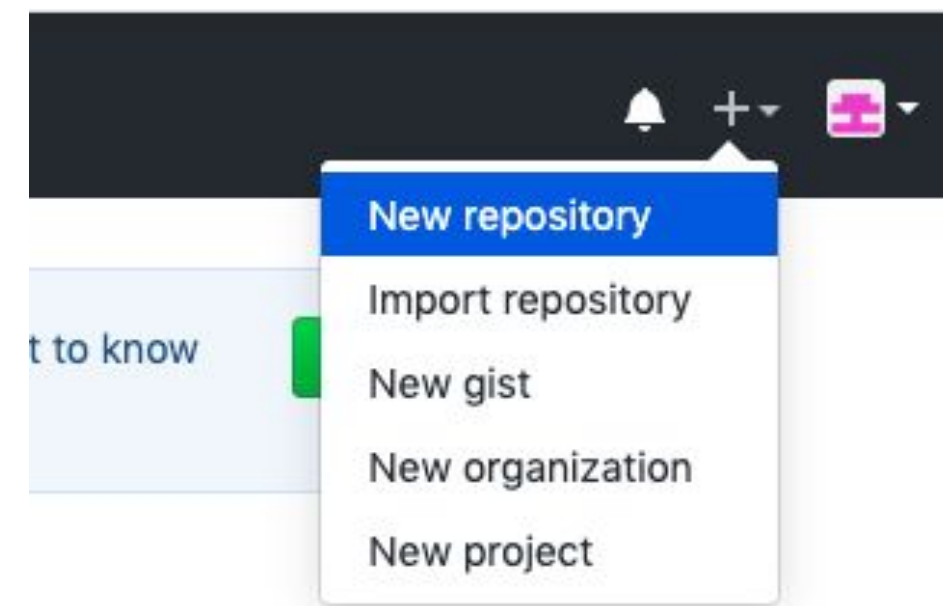 New repository
Import repository
t to know
New gist
New organization
New project